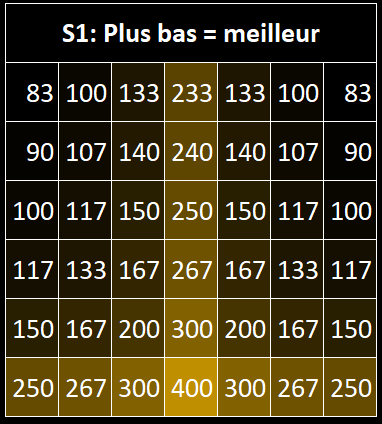 S1: Plus bas = meilleur
83 100 133 233 133 100 83
90 107 140 240 140 107 90
100 117 150 250 150 117 100
117 133 167 267 167 133 117
150 167 200 300 200 167 150
250 267 300 400 300 267 250